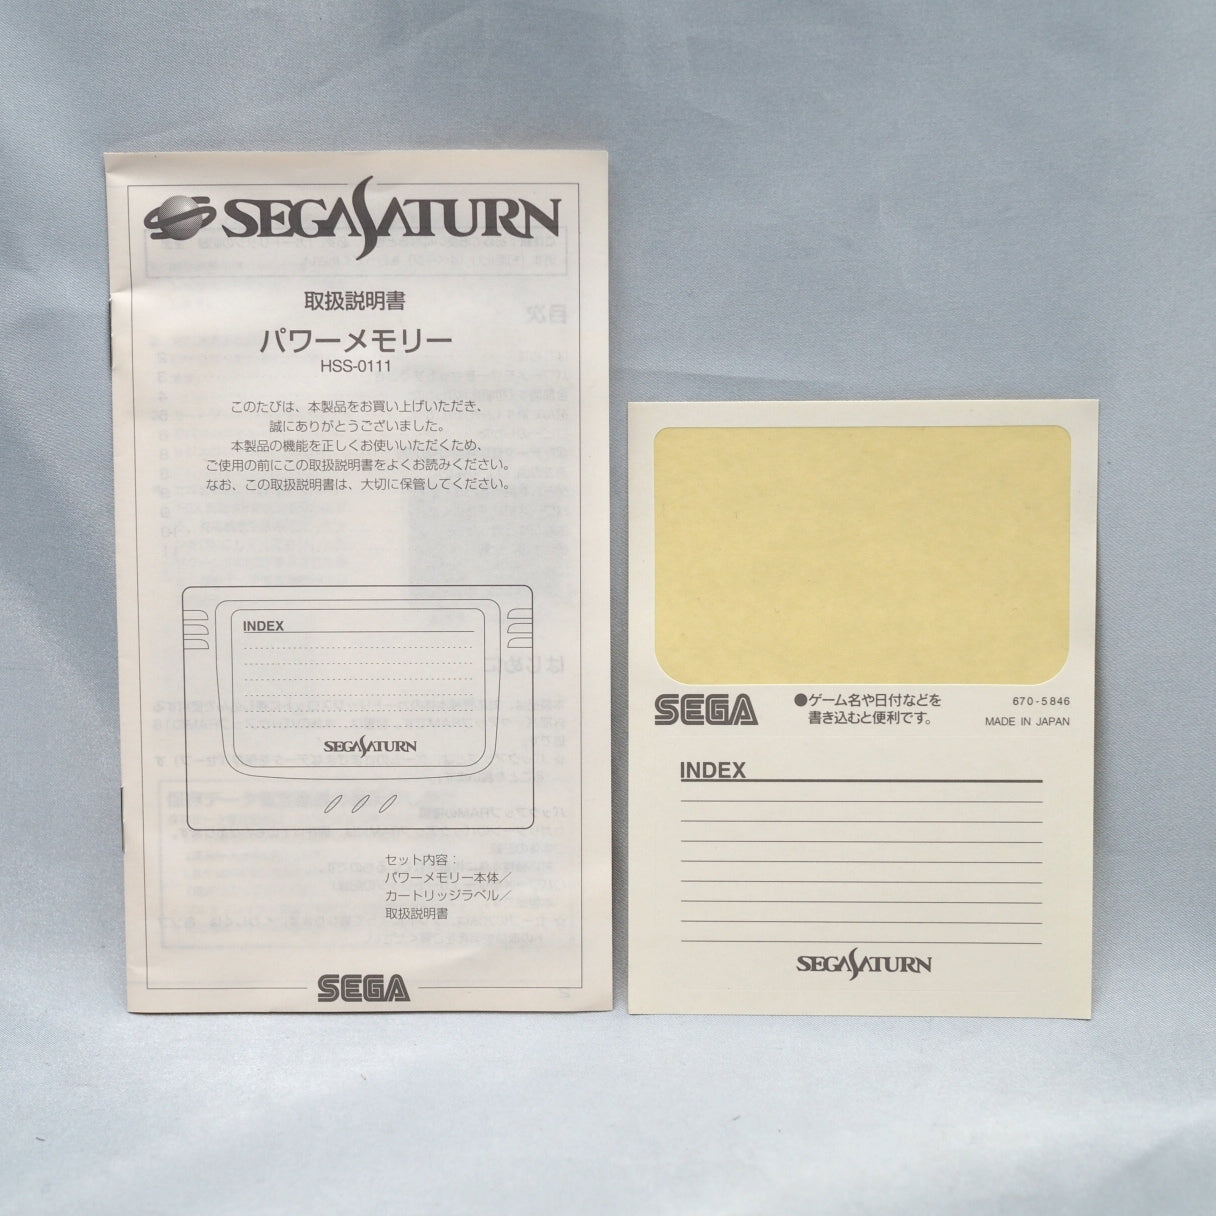 SEGASATURN
取扱説明書
パワーメモリー
HSS-0111
このたびは、本製品をお買い上げいただき、
誠にありがとうございました。
本製品の機能を正しくお使いいただくため、
ご使用の前にこの取扱説明書をよくお読みください。
なお、この取扱説明書は、大切に保管してください。
INDEX
SEGASATURN
セット内容：
パワーメモリー本体／
カートリッジラベル／
取扱説明書
SEGA
SEGA
●ゲーム名や日付などを
書き込むと便利です。
670-5846
MADE IN JAPAN
INDEX
SEGASATURN